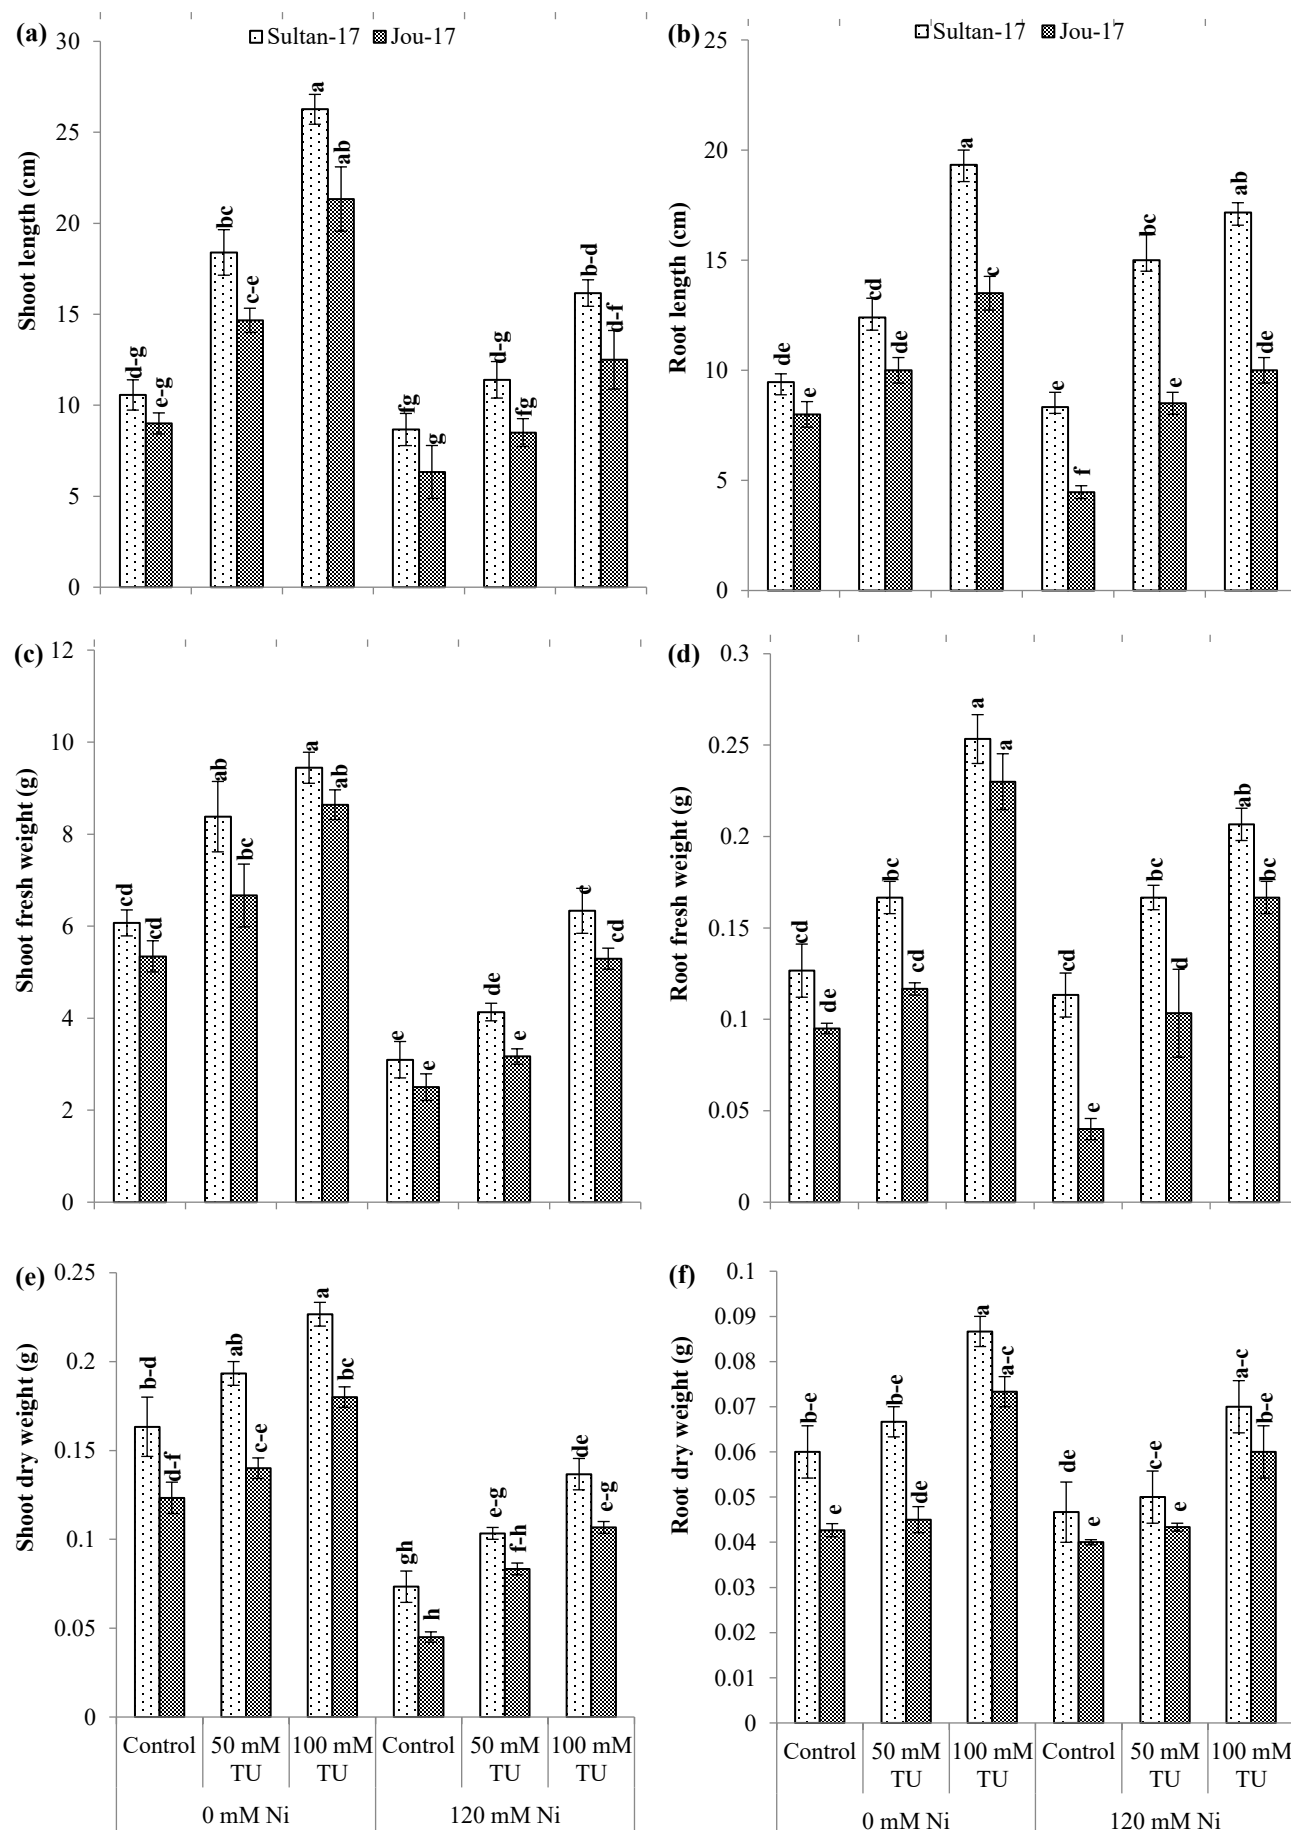 (a)
Sultan-17 Jou-17
Shoot length (cm)
30
25
20
15
10
5
0
d-g
e-g
bc
c-e
a
ab
fg
g
d-g
fg
b-d
d-f
(b)
Sultan-17 Jou-17
Root length (cm)
25
20
15
10
5
0
de
e
cd
de
a
c
e
f
bc
e
ab
de
(c)
Shoot fresh weight (g)
12
10
8
6
4
2
0
cd
cd
ab
bc
a
ab
e
e
de
e
cd
(d)
Root fresh weight (g)
0.3
0.25
0.2
0.15
0.1
0.05
0
cd
de
bc
cd
a
a
cd
e
bc
d
ab
bc
(e)
Shoot dry weight (g)
0.25
0.2
0.15
0.1
0.05
0
b-d
d-f
ab
c-e
a
bc
gh
h
e-g
f-h
de
e-g
Control
50 mM TU
100 mM TU
Control
50 mM TU
100 mM TU
0 mM Ni
120 mM Ni
(f)
Root dry weight (g)
0.1
0.09
0.08
0.07
0.06
0.05
0.04
0.03
0.02
0.01
0
b-e
e
b-e
de
a
a-c
de
e
c-e
e
a-c
b-e
Control
50 mM TU
100 mM TU
Control
50 mM TU
100 mM TU
0 mM Ni
120 mM Ni